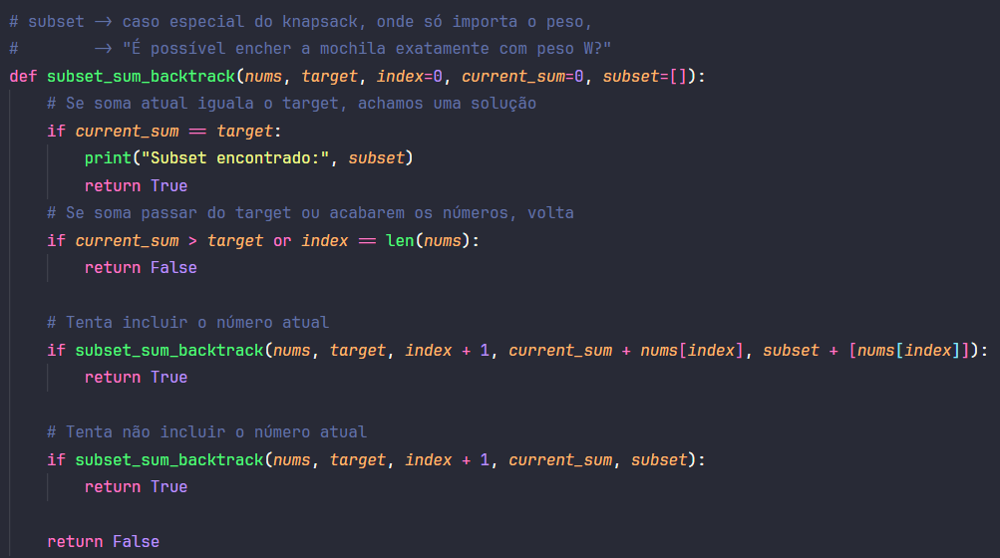 # subset -> caso especial do knapsack, onde só importa o peso,
#        -> "É possível encher a mochila exatamente com peso W?"
def subset_sum_backtrack(nums, target, index=0, current_sum=0, subset=[]):
    # Se soma atual iguala o target, achamos uma solução
    if current_sum == target:
        print("Subset encontrado:", subset)
        return True
    # Se soma passar do target ou acabarem os números, volta
    if current_sum > target or index == len(nums):
        return False

    # Tenta incluir o número atual
    if subset_sum_backtrack(nums, target, index + 1, current_sum + nums[index], subset + [nums[index]]):
        return True

    # Tenta não incluir o número atual
    if subset_sum_backtrack(nums, target, index + 1, current_sum, subset):
        return True

    return False